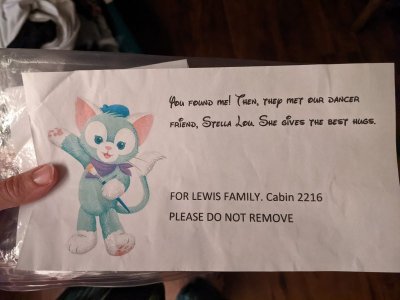 You found me! Then, they met our dancer
friend, Stella Lou She gives the best hugs.
FOR LEWIS FAMILY. Cabin 2216
PLEASE DO NOT REMOVE